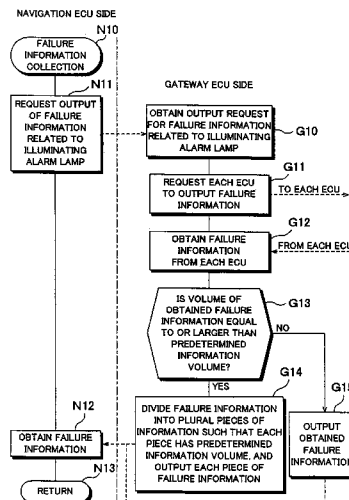 NAVIGATION ECU SIDE
FAILURE
INFORMATION
COLLECTION
N10
N11
REQUEST OUTPUT
OF FAILURE
INFORMATION
RELATED TO
ILLUMINATING
ALARM LAMP
GATEWAY ECU SIDE
OBTAIN OUTPUT REQUEST
FOR FAILURE INFORMATION
RELATED TO ILLUMINATING
ALARM LAMP
G10
G11
REQUEST EACH ECU
TO OUTPUT FAILURE
INFORMATION
TO EACH ECU
G12
OBTAIN FAILURE
INFORMATION
FROM EACH ECU
FROM EACH ECU
G13
IS VOLUME OF
OBTAINED FAILURE
INFORMATION EQUAL
TO OR LARGER THAN
PREDETERMINED
INFORMATION
VOLUME?
NO
YES
G14
DIVIDE FAILURE INFORMATION
INTO PLURAL PIECES OF
INFORMATION SUCH THAT EACH
PIECE HAS PREDETERMINED
INFORMATION VOLUME, AND
OUTPUT EACH PIECE OF
FAILURE INFORMATION
G15
OUTPUT
OBTAINED
FAILURE
INFORMATION
N12
OBTAIN FAILURE
INFORMATION
N13
RETURN